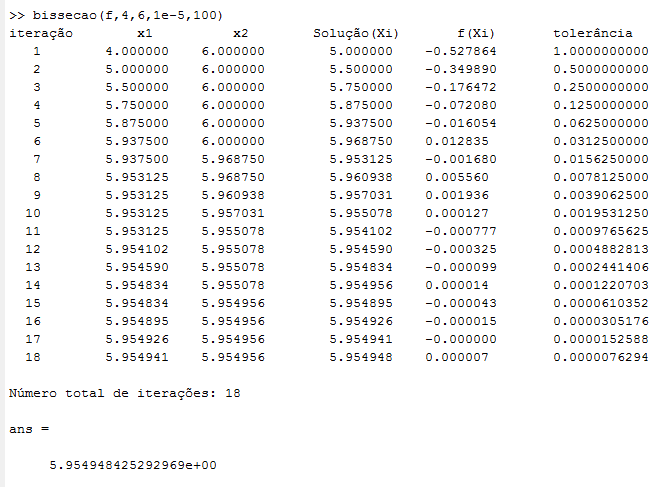 >> bissecao(f,4,6,1e-5,100)
iteração x1 x2 Solução(Xi) f(Xi) tolerância
1 4.000000 6.000000 5.000000 -0.527864 1.0000000000
2 5.000000 6.000000 5.500000 -0.349890 0.5000000000
3 5.500000 6.000000 5.750000 -0.176472 0.2500000000
4 5.750000 6.000000 5.875000 -0.072080 0.1250000000
5 5.875000 6.000000 5.937500 -0.016054 0.0625000000
6 5.937500 6.000000 5.968750 0.012835 0.0312500000
7 5.937500 5.968750 5.953125 -0.001680 0.0156250000
8 5.953125 5.968750 5.960938 0.005560 0.0078125000
9 5.953125 5.960938 5.957031 0.001936 0.0039062500
10 5.953125 5.957031 5.955078 0.000127 0.0019531250
11 5.953125 5.955078 5.954102 -0.000777 0.0009765625
12 5.954102 5.955078 5.954590 -0.000325 0.0004882813
13 5.954590 5.955078 5.954834 -0.000099 0.0002441406
14 5.954834 5.955078 5.954956 0.000014 0.0001220703
15 5.954834 5.954956 5.954895 -0.000043 0.0000610352
16 5.954895 5.954956 5.954926 -0.000015 0.0000305176
17 5.954926 5.954956 5.954941 -0.000000 0.0000152588
18 5.954941 5.954956 5.954948 0.000007 0.0000076294
Número total de iterações: 18
ans =
5.954948425292969e+00